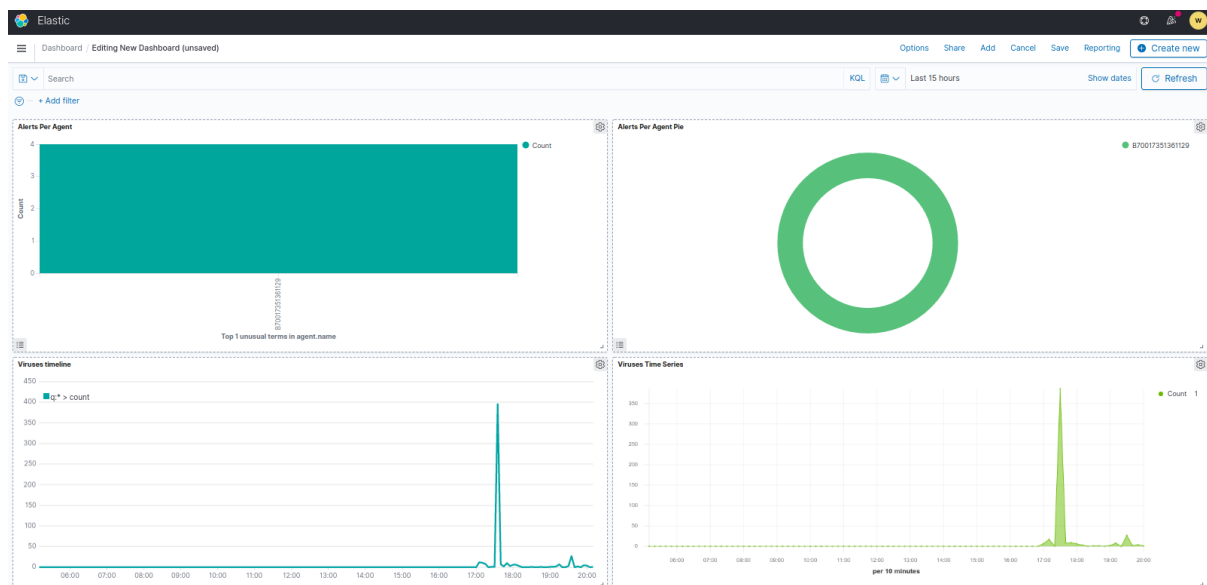 Elastic
W
Dashboard / Editing New Dashboard (unsaved)
Options Share Add Cancel Save Reporting Create new
Search
KQL
Last 15 hours
Show dates
Refresh
+ Add filter
Alerts Per Agent
4
3
2
1
0
Count
B70017351361129
Top 1 unusual terms in agent.name
Count
Alerts Per Agent Pie
B70017351361129
Viruses timeline
450
400
350
300
250
200
150
100
50
0
q:* > count
06:00 07:00 08:00 09:00 10:00 11:00 12:00 13:00 14:00 15:00 16:00 17:00 18:00 19:00 20:00
Viruses Time Series
350
300
250
200
150
100
50
0
06:00 07:00 08:00 09:00 10:00 11:00 12:00 13:00 14:00 15:00 16:00 17:00 18:00 19:00 20:00
per 10 minutes
Count 1